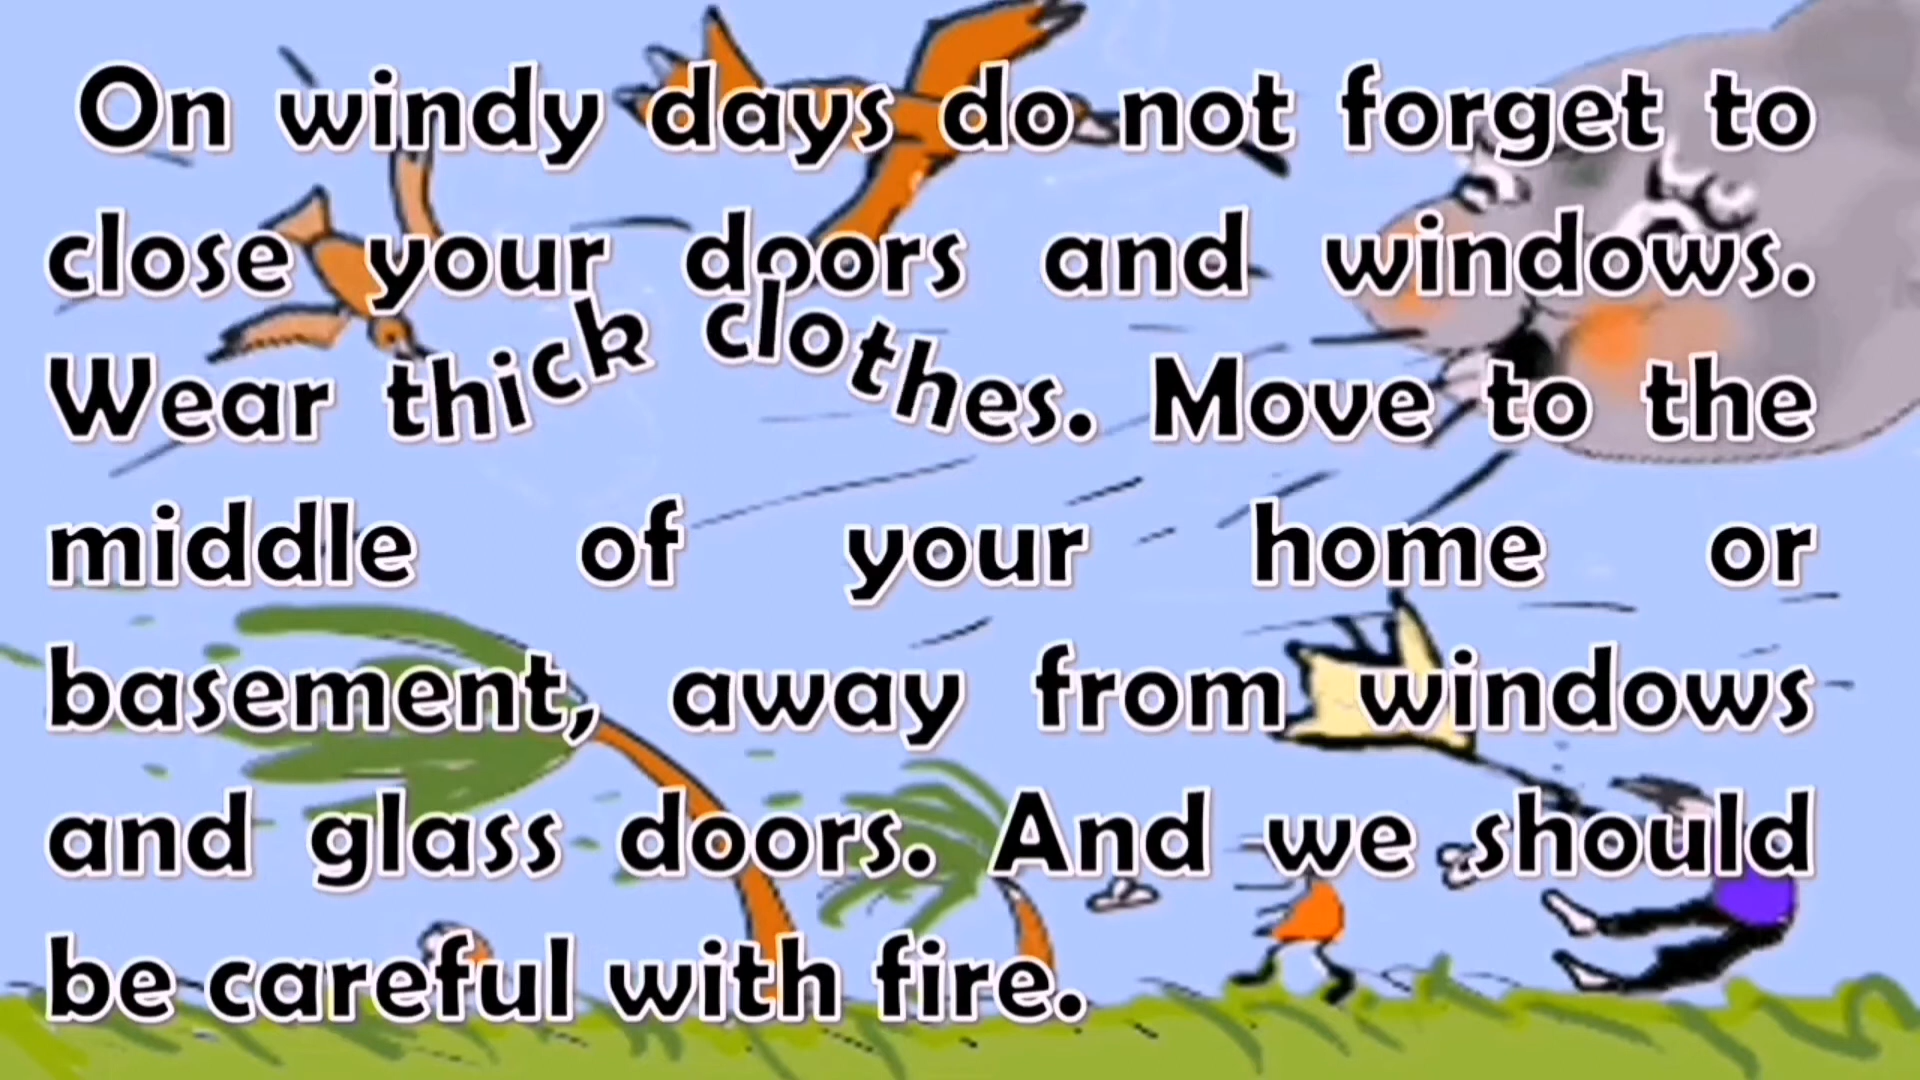 On windy days do not forget to
close your doors and windows.
Wear thick clothes. Move to the
middle of your home or
basement, away from windows
and glass doors. And we should
be careful with fire.